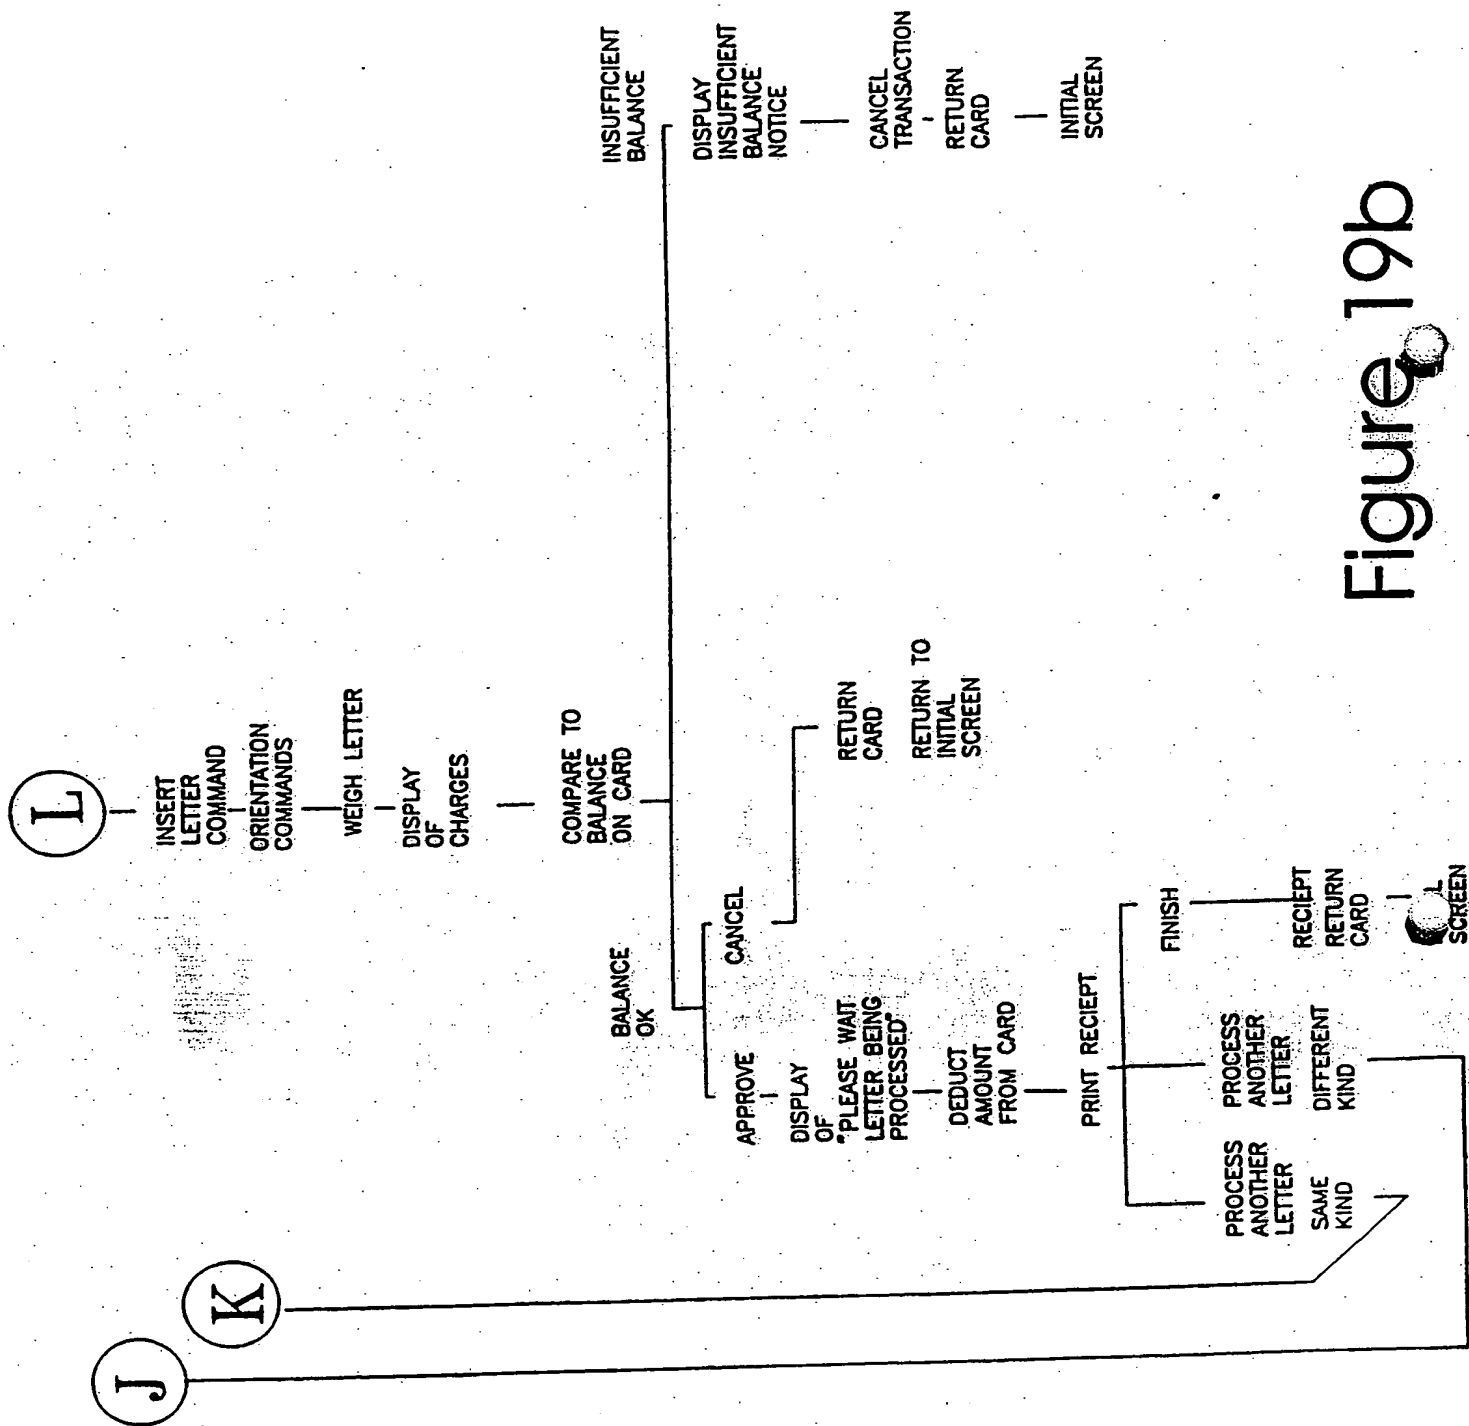 L
INSERT
LETTER
COMMAND
ORIENTATION
COMMANDS
WEIGH LETTER
DISPLAY
OF
CHARGES
COMPARE TO
BALANCE
ON CARD
BALANCE
OK
INSUFFICIENT
BALANCE
APPROVE
CANCEL
DISPLAY
OF
"PLEASE WAIT
LETTER BEING
PROCESSED"
DEDUCT
AMOUNT
FROM CARD
PRINT RECIEPT
RETURN
CARD
RETURN TO
INITIAL
SCREEN
DISPLAY
INSUFFICIENT
BALANCE
NOTICE
CANCEL
TRANSACTION
RETURN
CARD
INITIAL
SCREEN
PROCESS
ANOTHER
LETTER
SAME
KIND
PROCESS
ANOTHER
LETTER
DIFFERENT
KIND
FINISH
RECIEPT
RETURN
CARD
SCREEN
J
K
Figure 19b